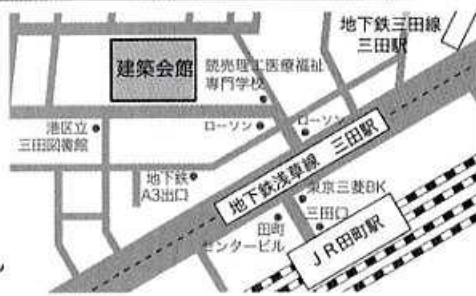 地下鉄三田線
三田駅
建築会館
読売理工医療福祉
専門学校
港区立
三田図書館
ローソン
ローソン
地下鉄
A3出口
地下鉄浅草線 三田駅
東京三菱BK
三田口
田町
センタービル
JR田町駅